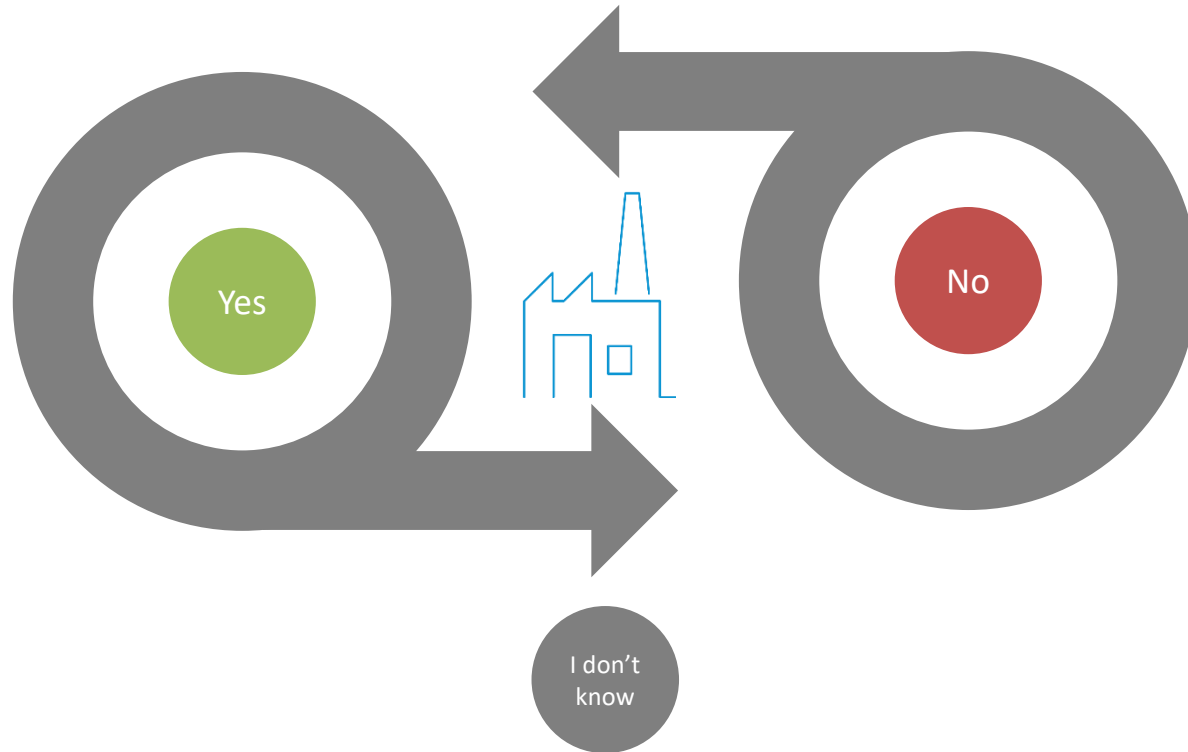 Yes
No
I don’t
know